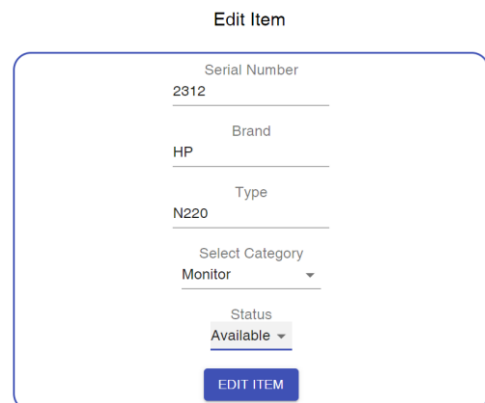 Edit Item
Serial Number
2312
Brand
HP
Type
N220
Select Category
Monitor
Status
Available
EDIT ITEM